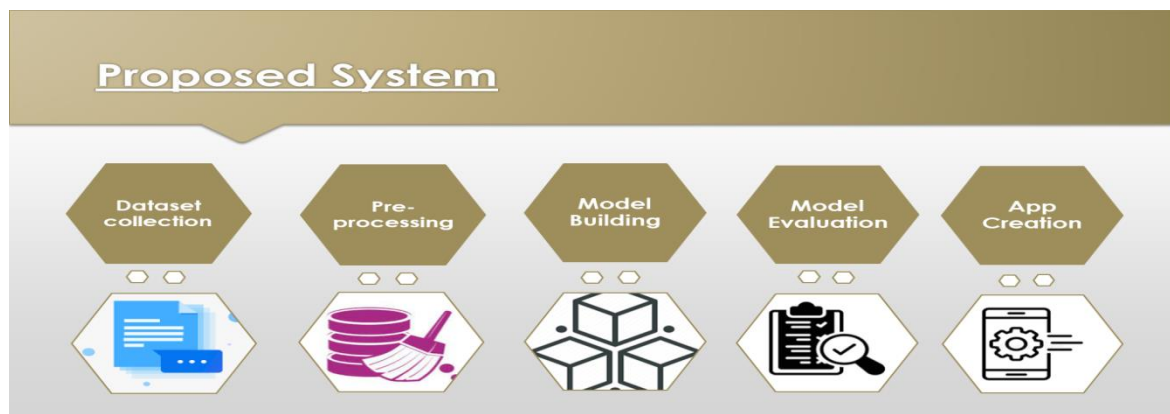 Proposed System
Dataset
collection
Pre-
processing
Model
Building
Model
Evaluation
App
Creation